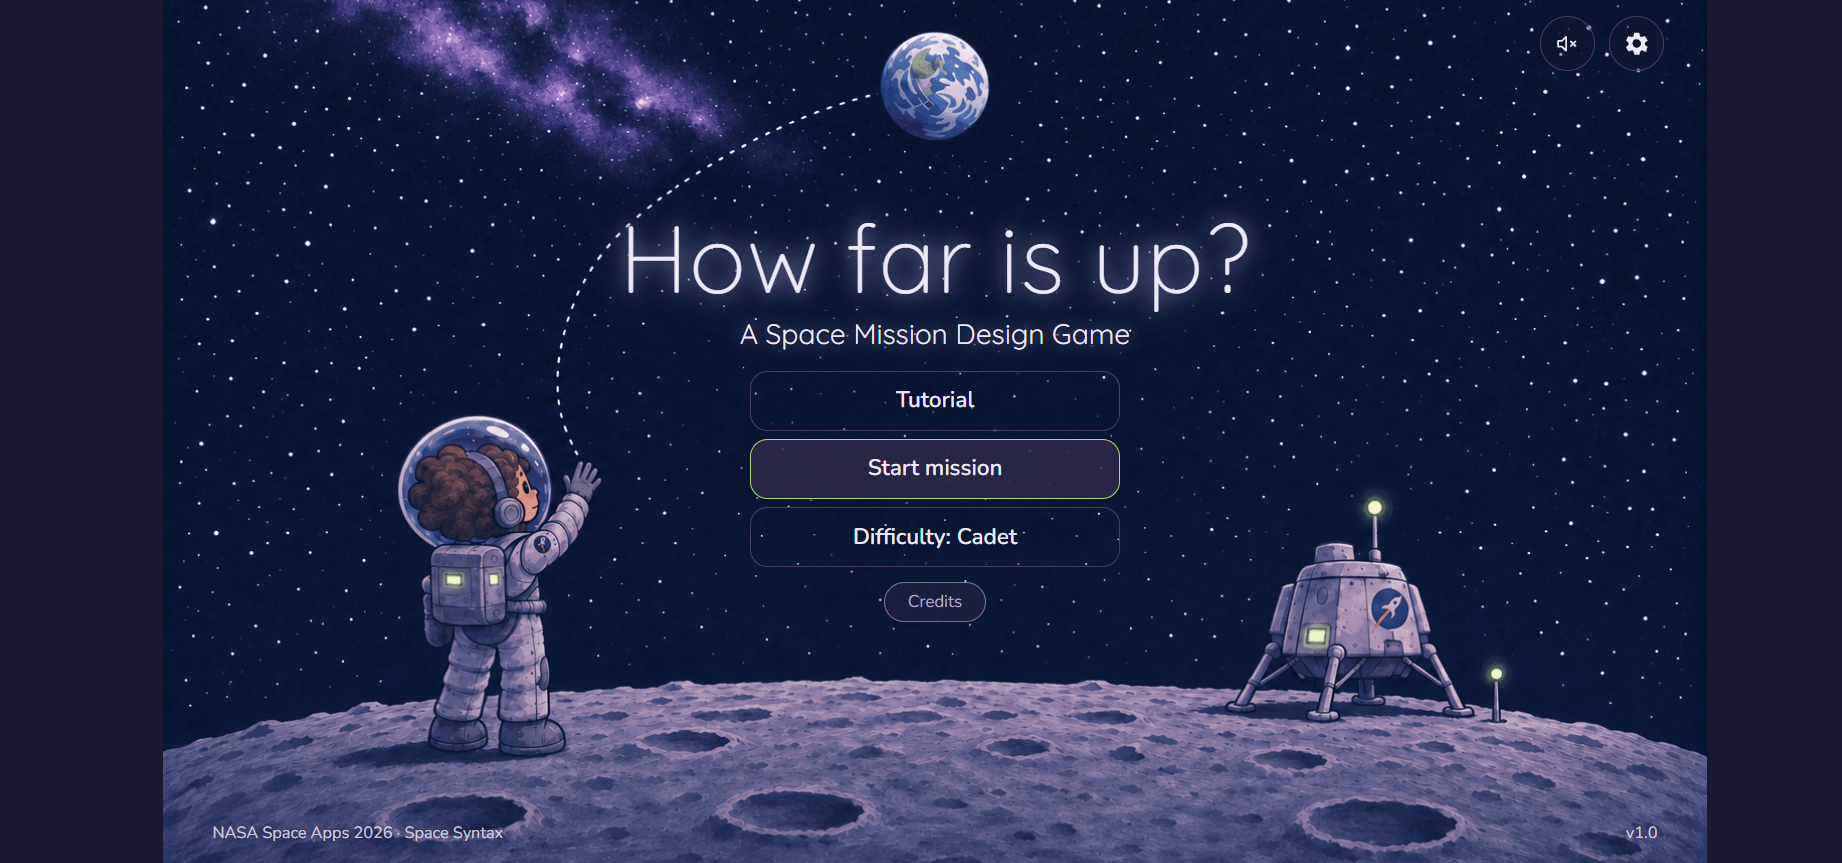 How far is up?
A Space Mission Design Game
Tutorial
Start mission
Difficulty: Cadet
Credits
NASA Space Apps 2026 · Space Syntax
v1.0